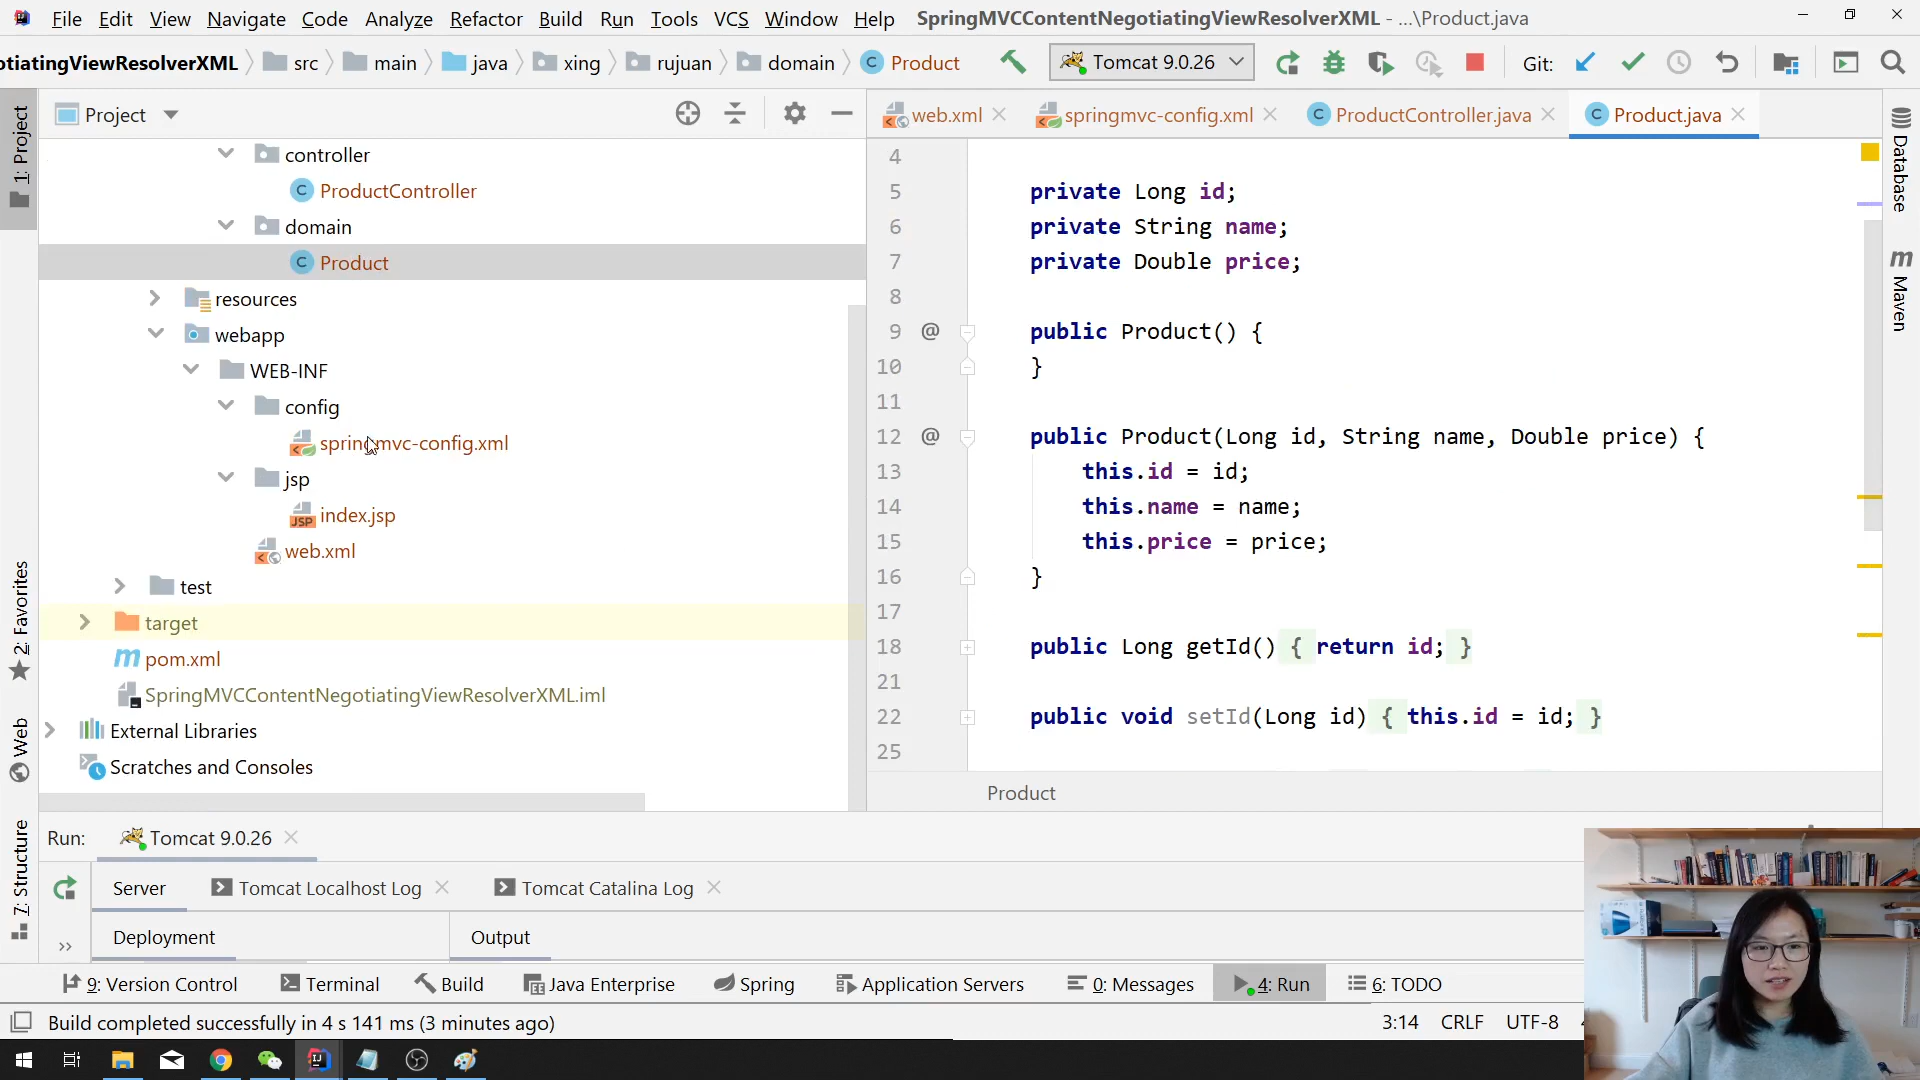 File Edit View Navigate Code Analyze Refactor Build Run Tools VCS Window Help SpringMVCContentNegotiatingViewResolverXML - ...\Product.java
otiatingViewResolverXML src main java xing rujuan domain Product Tomcat 9.0.26 Git:
1: Project
2: Favorites
Web
7: Structure
Project
controller
ProductController
domain
Product
resources
webapp
WEB-INF
config
springmvc-config.xml
jsp
index.jsp
web.xml
test
target
pom.xml
SpringMVCContentNegotiatingViewResolverXML.iml
External Libraries
Scratches and Consoles
web.xml springmvc-config.xml ProductController.java Product.java
4
5 private Long id;
6 private String name;
7 private Double price;
8
9 @ public Product() {
10 }
11
12 @ public Product(Long id, String name, Double price) {
13 this.id = id;
14 this.name = name;
15 this.price = price;
16 }
17
18 public Long getId() { return id; }
21
22 public void setId(Long id) { this.id = id; }
25
Product
Database
Maven
Run: Tomcat 9.0.26
Server Tomcat Localhost Log Tomcat Catalina Log
Deployment Output
9: Version Control Terminal Build Java Enterprise Spring Application Servers 0: Messages 4: Run 6: TODO
Build completed successfully in 4 s 141 ms (3 minutes ago) 3:14 CRLF UTF-8